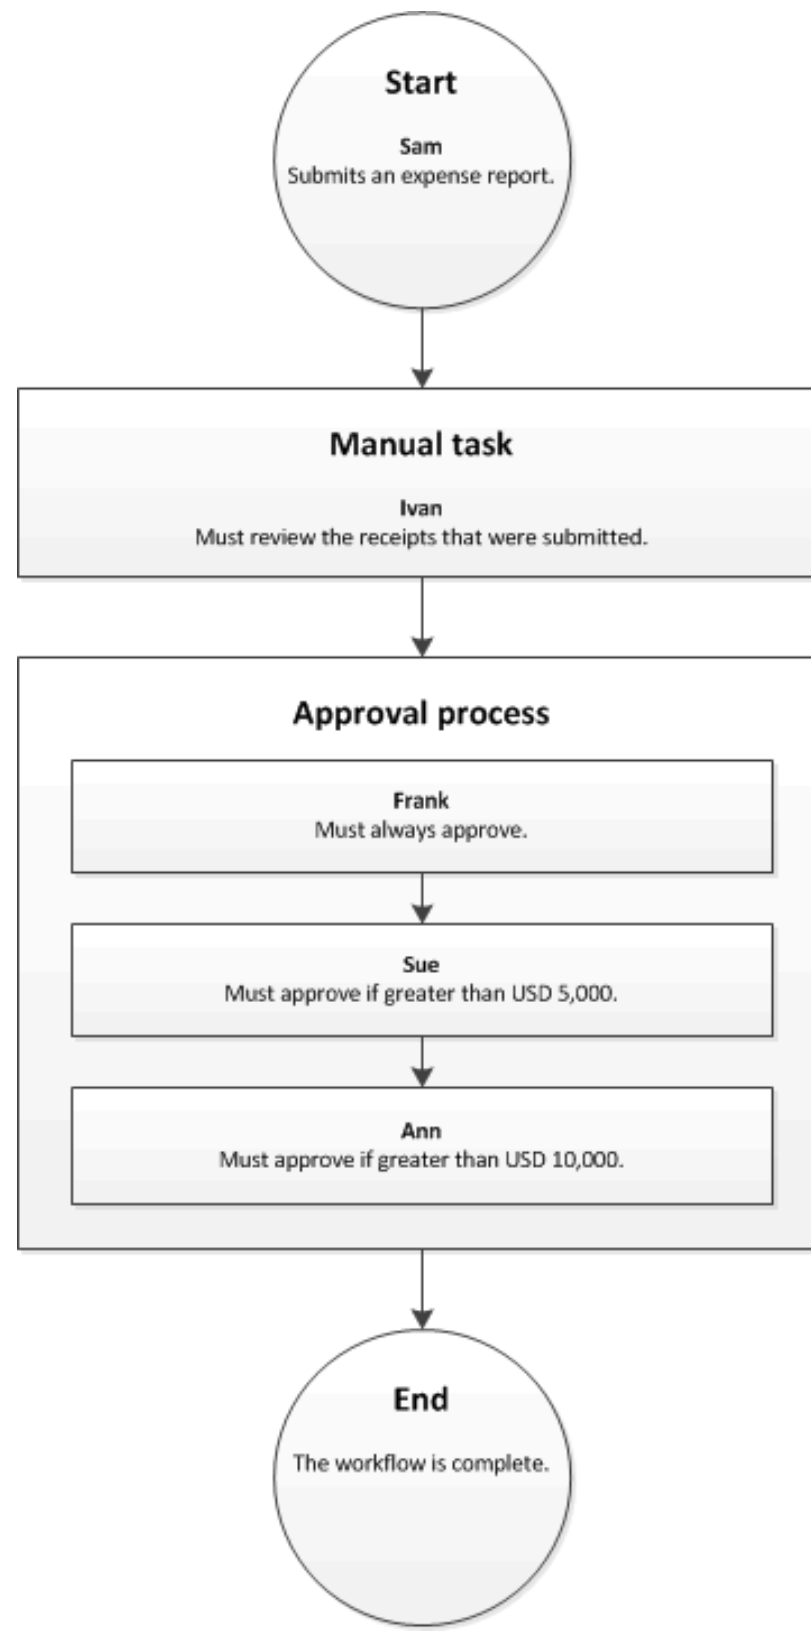 Start
Sam
Submits an expense report.
Manual task
Ivan
Must review the receipts that were submitted.
Approval process
Frank
Must always approve.
Sue
Must approve if greater than USD 5,000.
Ann
Must approve if greater than USD 10,000.
End
The workflow is complete.